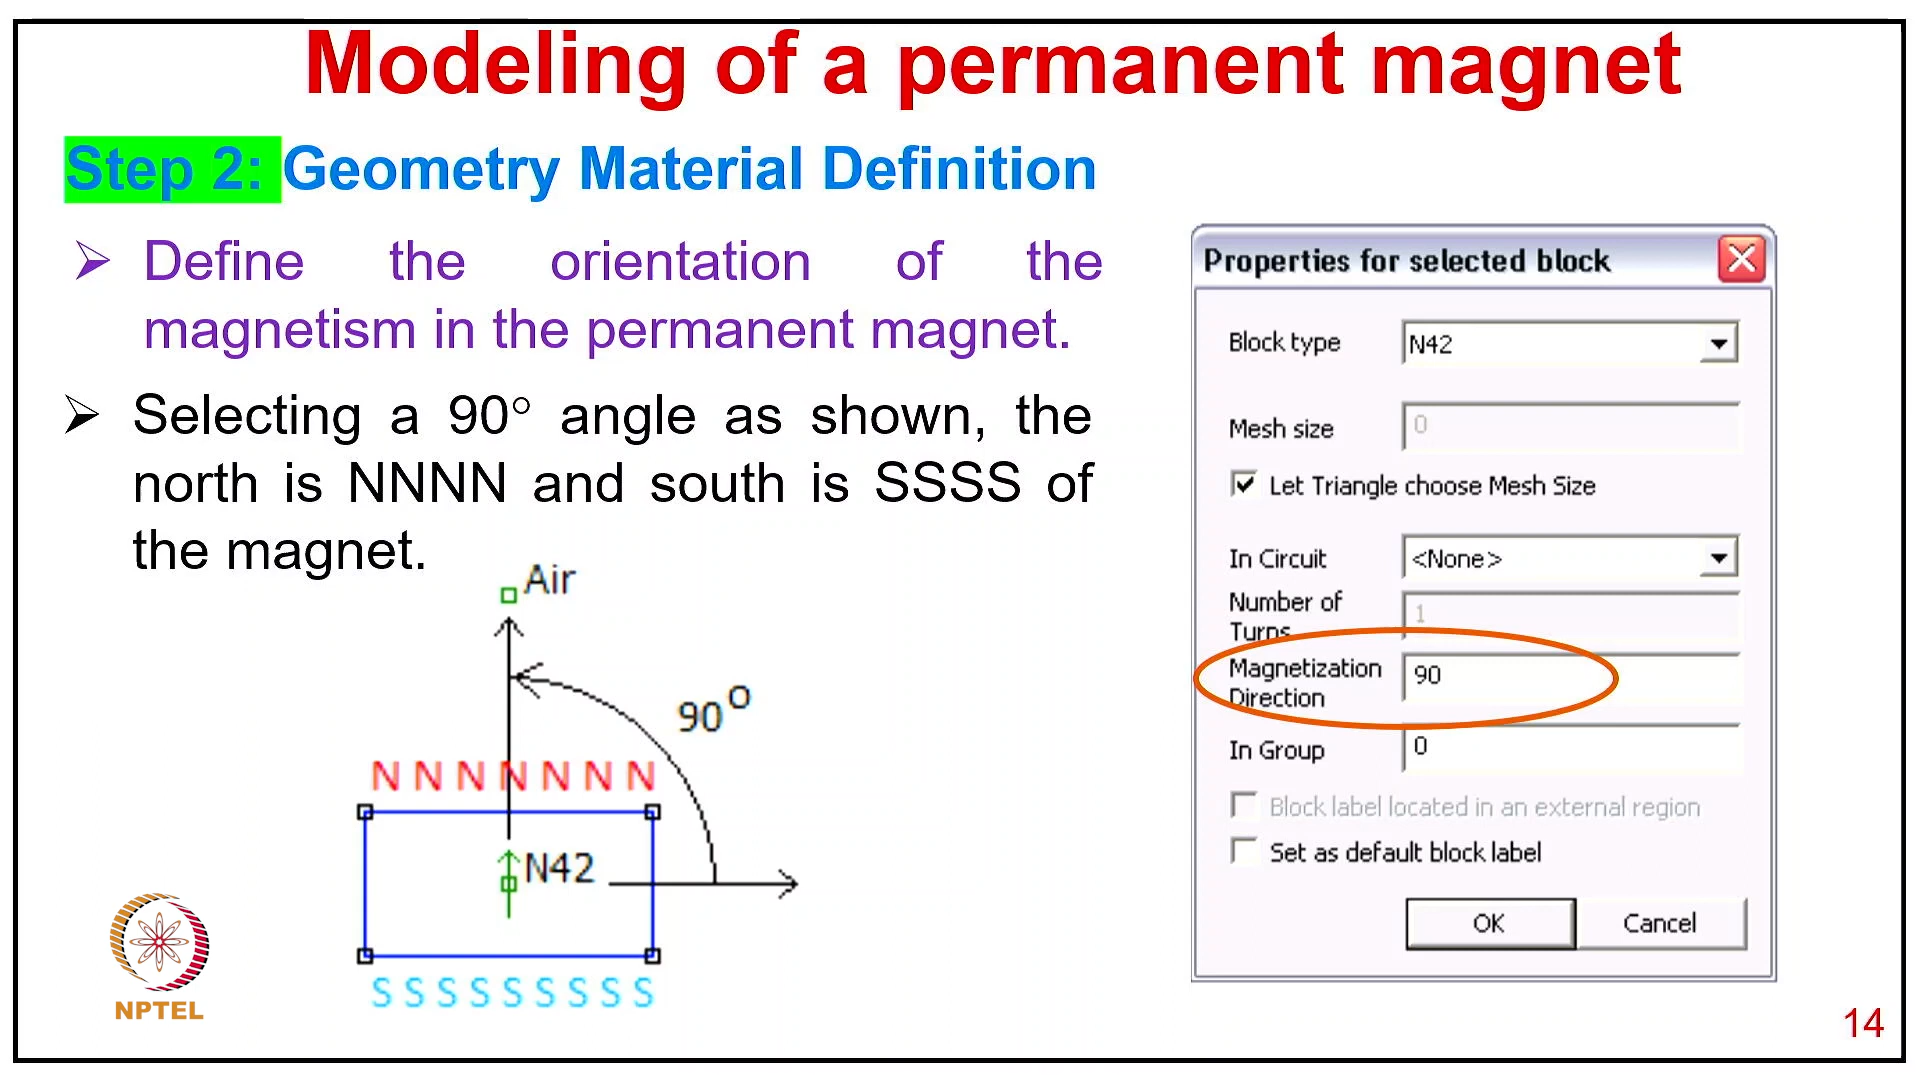 Modeling of a permanent magnet
Step 2: Geometry Material Definition
➢ Define the orientation of the
magnetism in the permanent magnet.
➢ Selecting a 90° angle as shown, the
north is NNNN and south is SSSS of
the magnet.
Air
90°
N N N N N N N
N42
S S S S S S S S S
NPTEL
Properties for selected block
Block type
N42
Mesh size
0
Let Triangle choose Mesh Size
In Circuit
<None>
Number of
Turns
1
Magnetization
Direction
90
In Group
0
Block label located in an external region
Set as default block label
OK
Cancel
14